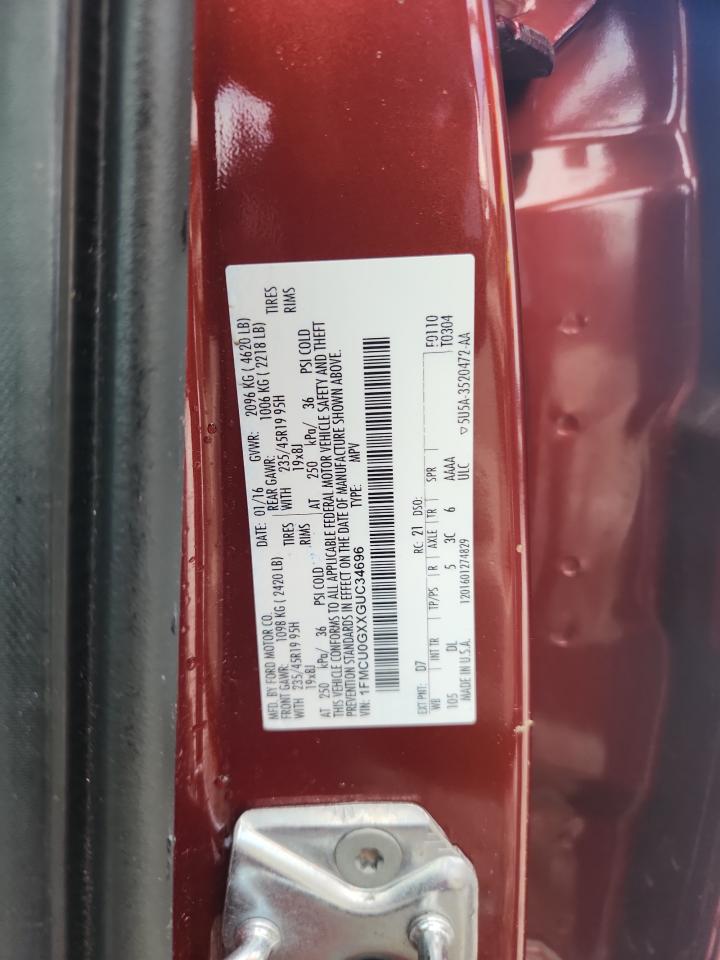 MFD. BY FORD MOTOR CO.
DATE: 01/16 GVWR: 2096 KG ( 4620 LB)
FRONT GAWR: 1098 KG ( 2420 LB) REAR GAWR: 1006 KG ( 2218 LB)
WITH 235/45R19 95H TIRES WITH 235/45R19 95H TIRES
19x8J RIMS 19x8J RIMS
AT 250 kPa/ 36 PSI COLD AT 250 kPa/ 36 PSI COLD
THIS VEHICLE CONFORMS TO ALL APPLICABLE FEDERAL MOTOR VEHICLE SAFETY AND THEFT
PREVENTION STANDARDS IN EFFECT ON THE DATE OF MANUFACTURE SHOWN ABOVE.
VIN: 1FMCU0GXXGUC34696 TYPE: MPV
EXT PNT: D7 RC: 21 DSO: F0110
WB INT TR TP/PS R AXLE TR SPR T0304
105 DL 5 3C 6 AAAA ▽5U5A-3520472-AA
MADE IN U.S.A. 1201601274829 ULC